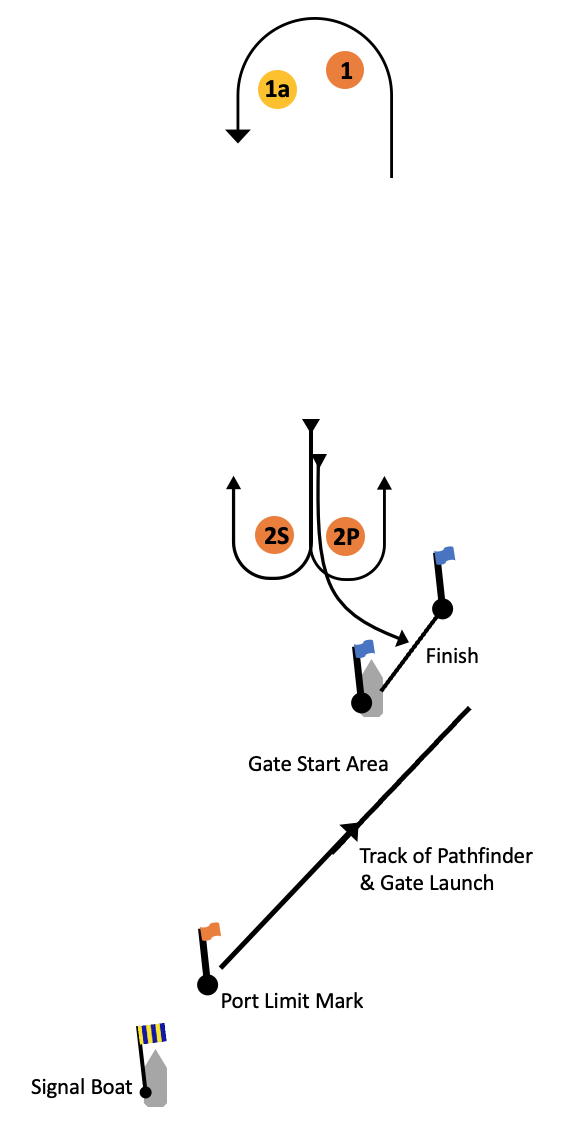 1
1a
2S
2P
Finish
Gate Start Area
Track of Pathfinder
& Gate Launch
Port Limit Mark
Signal Boat